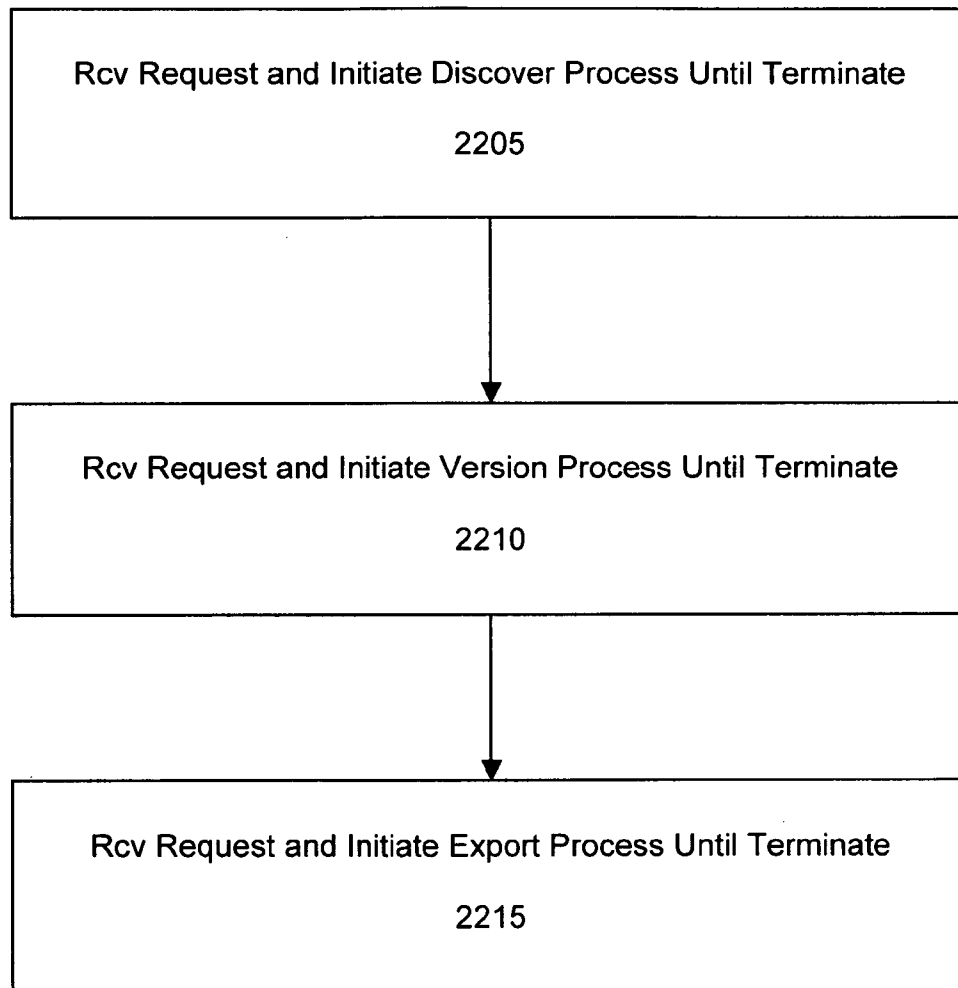 Rcv Request and Initiate Discover Process Until Terminate
2205
Rcv Request and Initiate Version Process Until Terminate
2210
Rcv Request and Initiate Export Process Until Terminate
2215